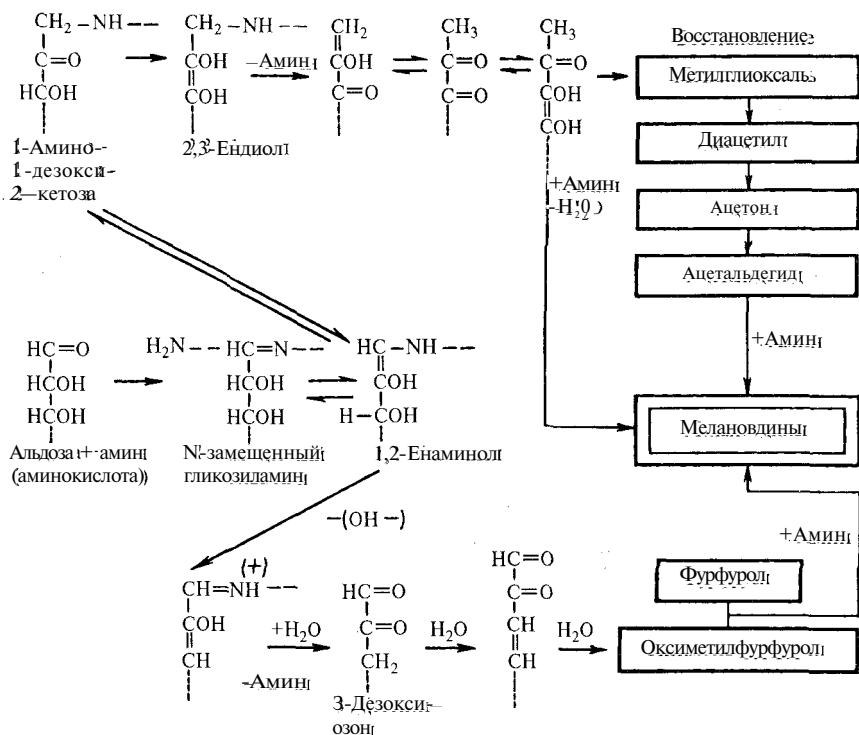 CH₂–NH–– CH₂–NH–– CH₂ CH₃ CH₃ Восстановление
C=O COH –Амин COH C=O C=O Метилглиоксаль
HCOH COH C=O C=O COH
COH
1-Амино-
1-дезокси-
2–кетоза
2,3-Ендиол
+Амин
-H₂O
Диацетил
Ацетон
Ацетальдегид
+Амин
HC=O H₂N–– HC=N–– HC–NH––
HCOH HCOH COH
HCOH HCOH H–COH
Мелановдины
Альдоза + амин
(аминокислота)
N-замещенный
гликозиламин
1,2-Енаминол
–(OH–)
+Амин
(+)
CH=NH–– HC=O HC=O
COH C=O C=O
CH CH₂ CH
CH
+H₂O H₂O H₂O
-Амин
3-Дезокси–
озон
Фурфурол
Оксиметилфурфурол